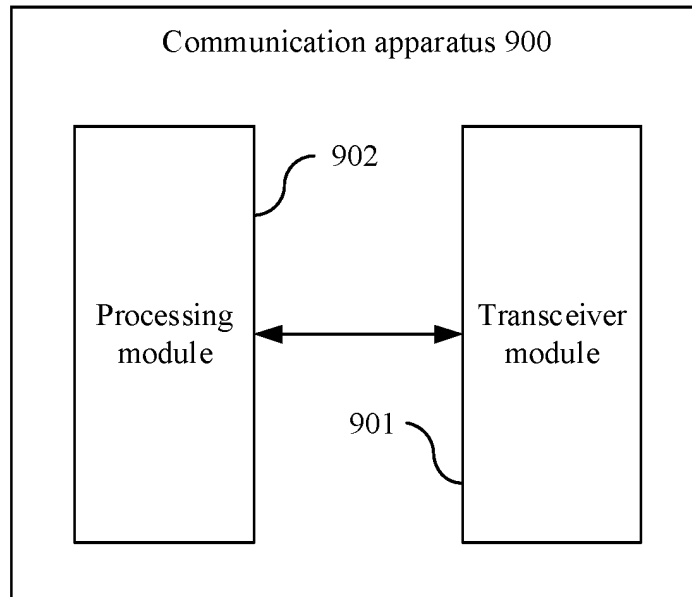 Communication apparatus 900
902
Processing
module
Transceiver
module
901